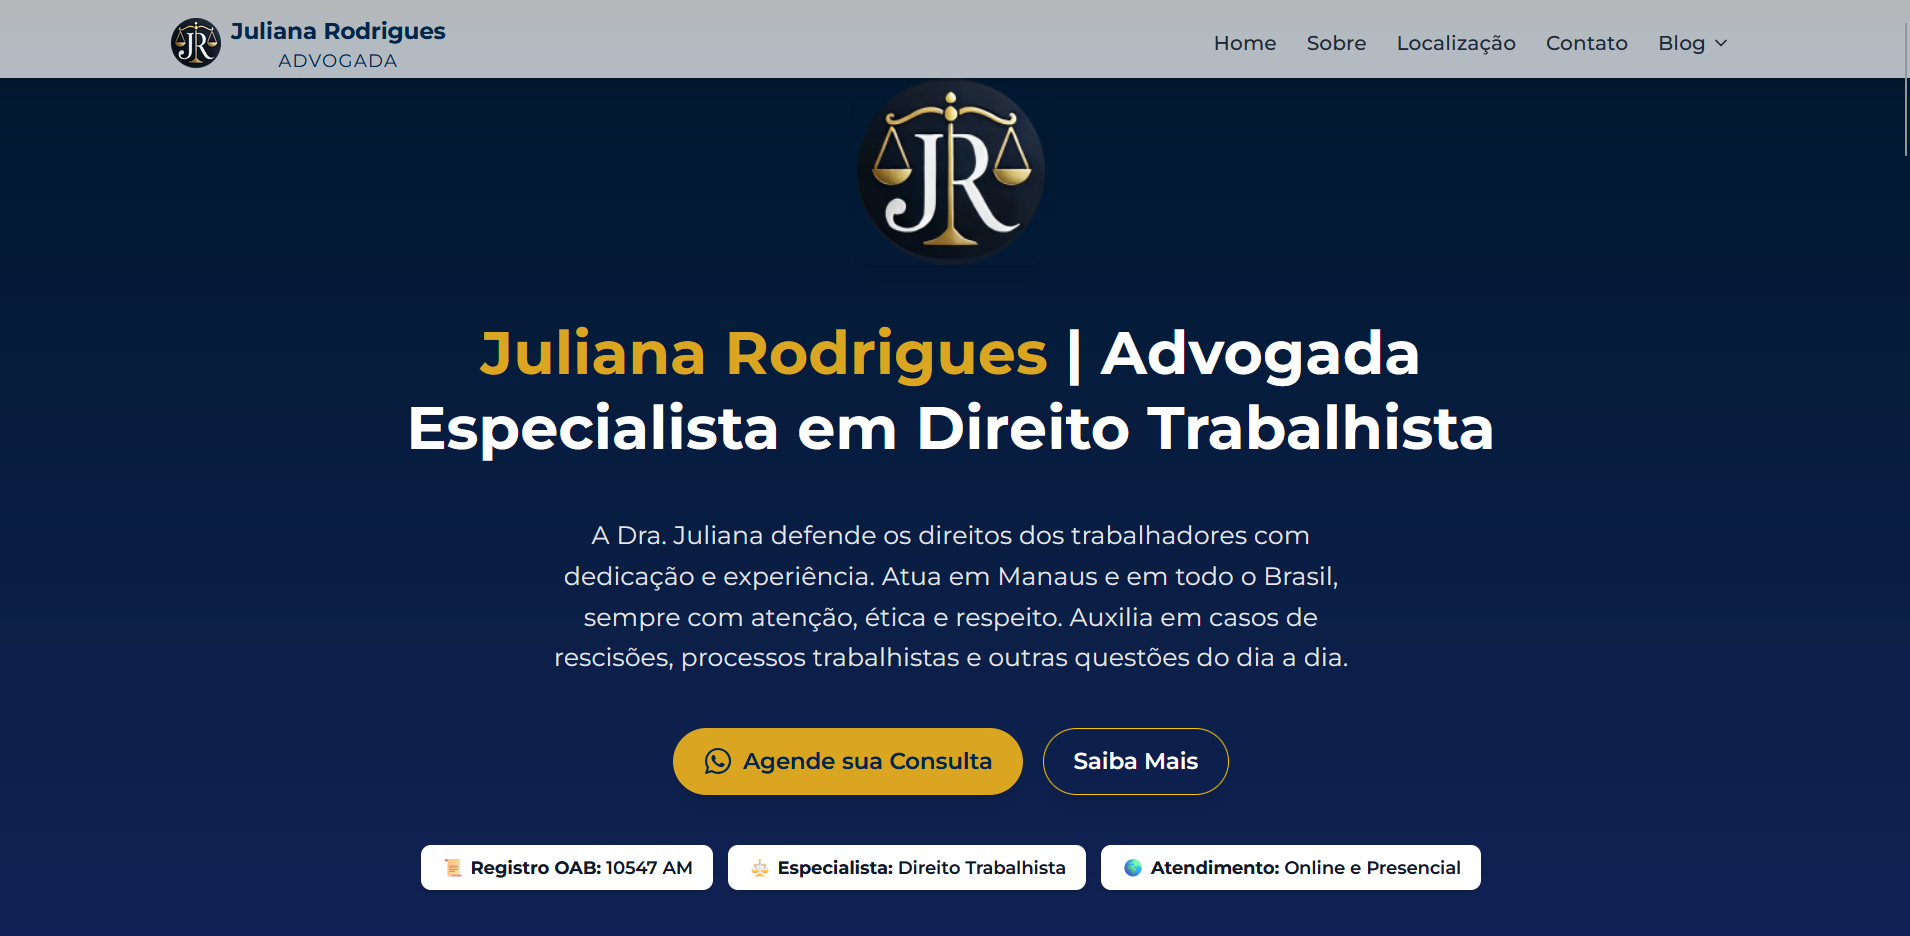 JR
Juliana Rodrigues
ADVOGADA
Home Sobre Localização Contato Blog
JR
Juliana Rodrigues | Advogada
Especialista em Direito Trabalhista
A Dra. Juliana defende os direitos dos trabalhadores com
dedicação e experiência. Atua em Manaus e em todo o Brasil,
sempre com atenção, ética e respeito. Auxilia em casos de
rescisões, processos trabalhistas e outras questões do dia a dia.
Agende sua Consulta Saiba Mais
Registro OAB: 10547 AM Especialista: Direito Trabalhista Atendimento: Online e Presencial